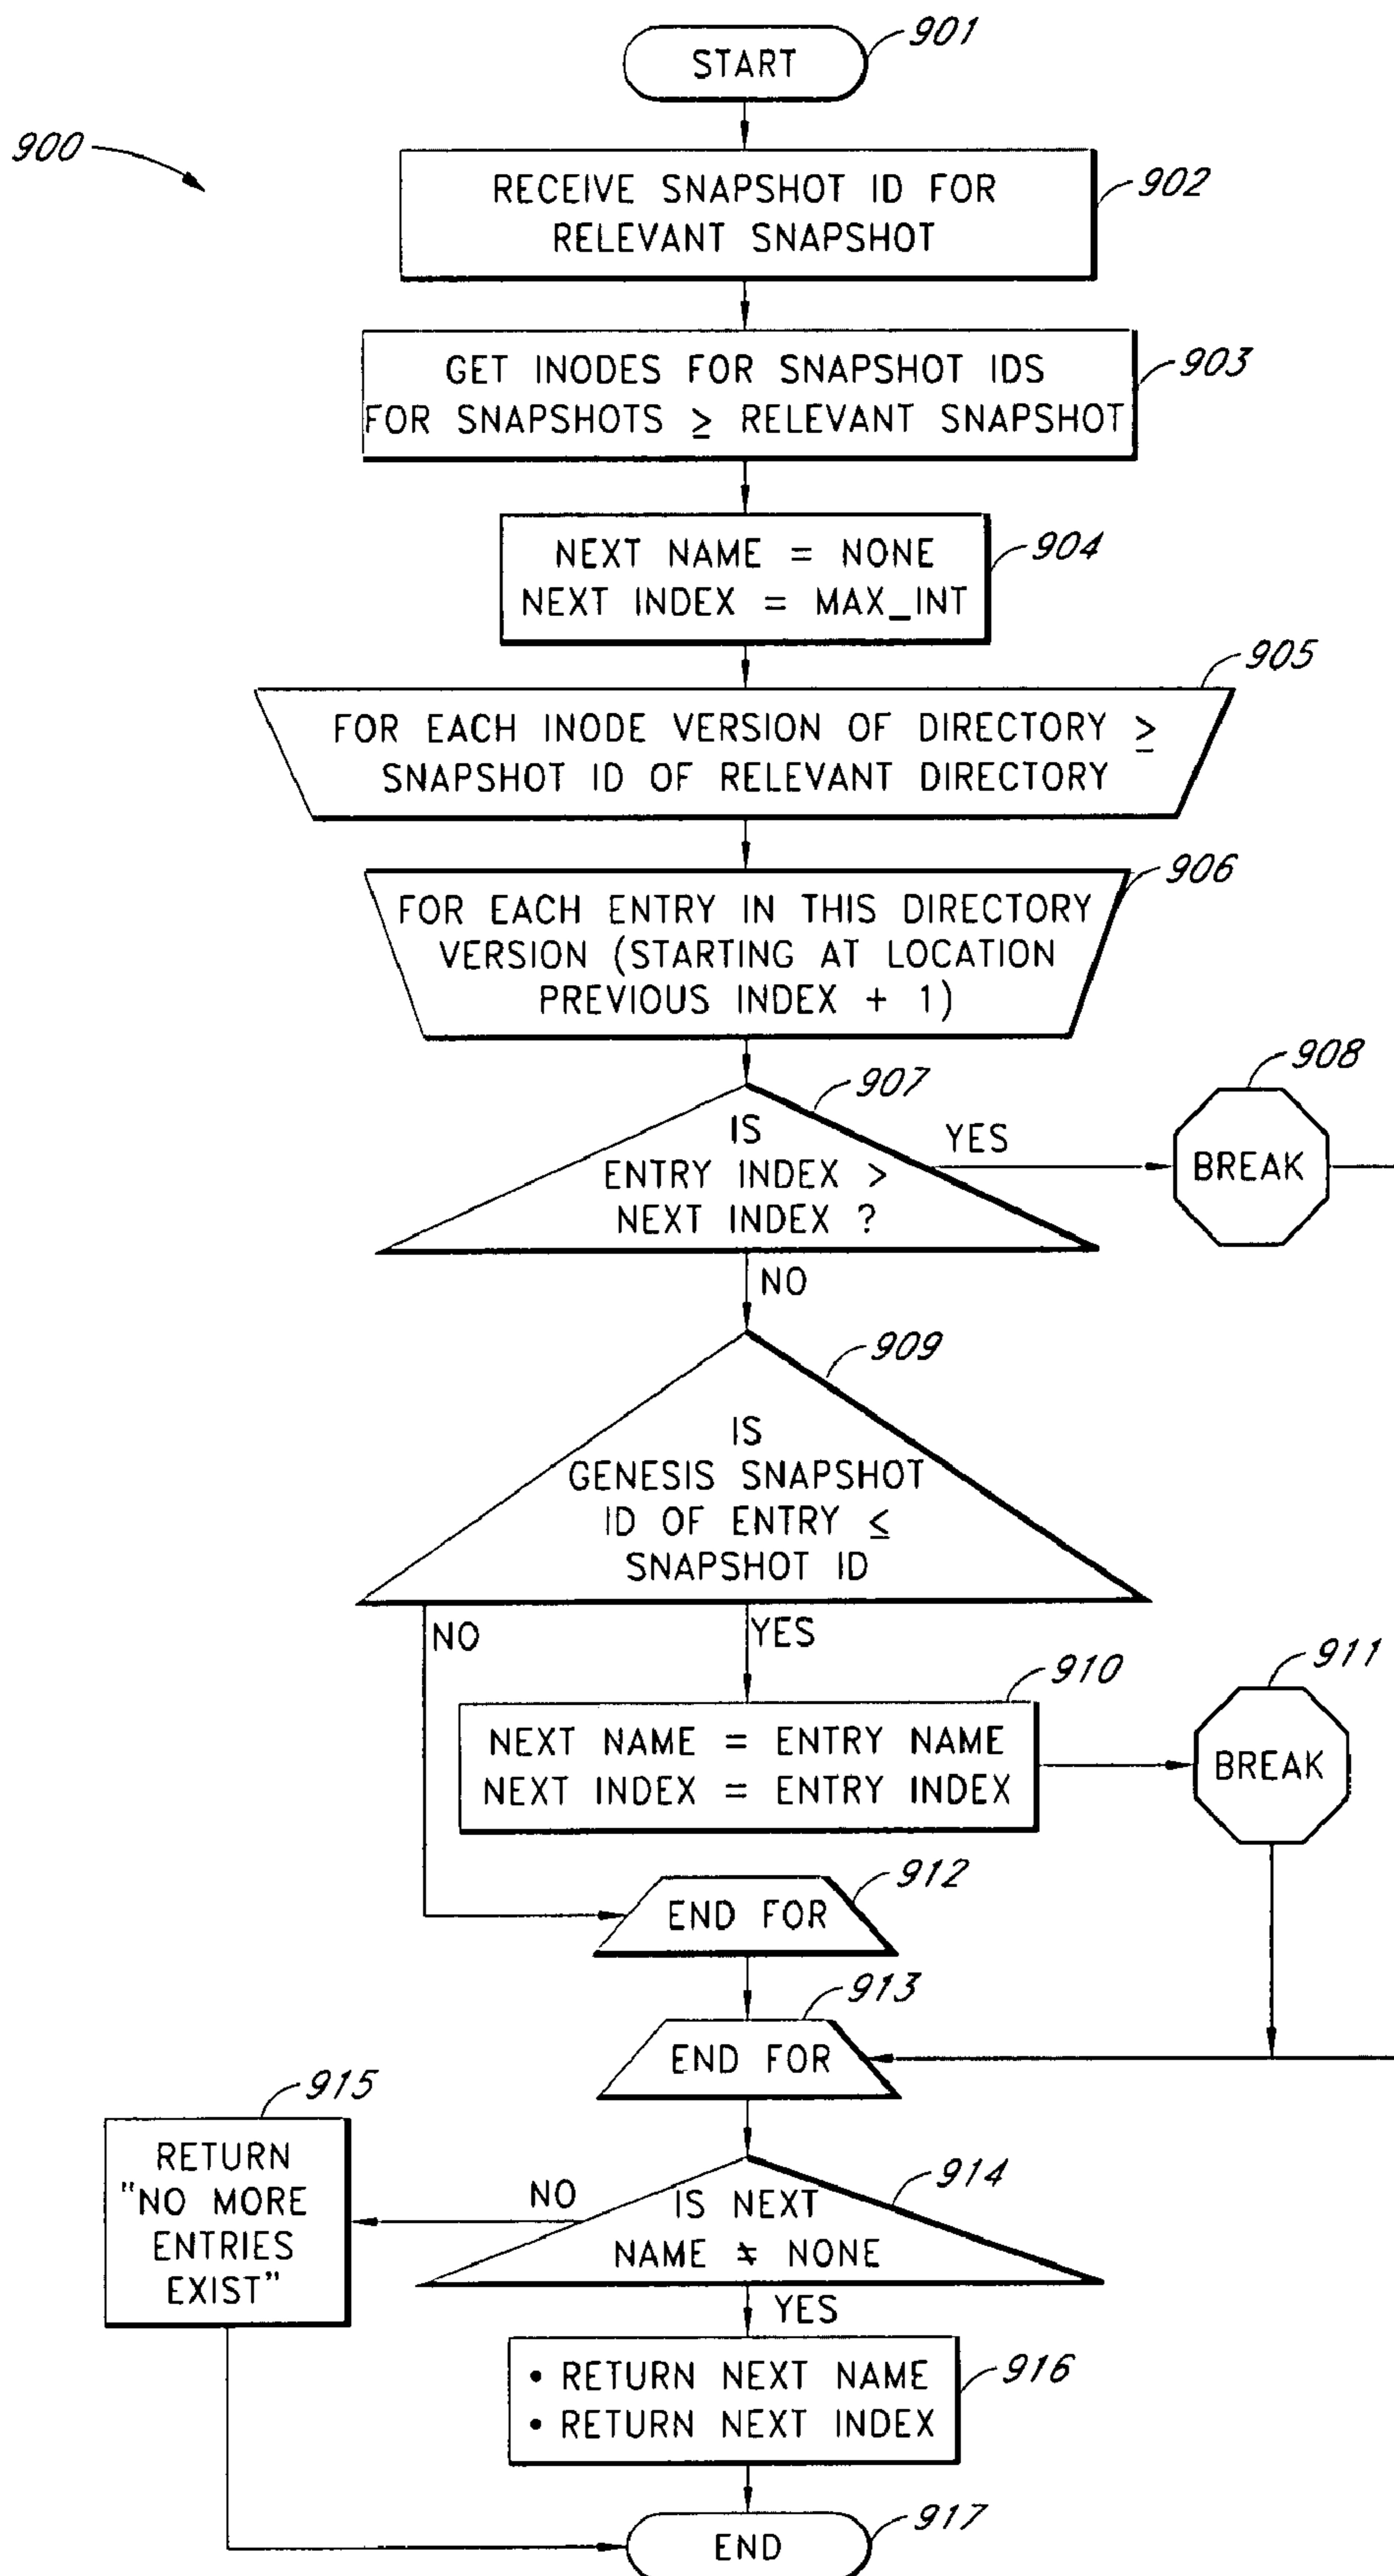 901
START
900
RECEIVE SNAPSHOT ID FOR
RELEVANT SNAPSHOT
902
GET INODES FOR SNAPSHOT IDS
FOR SNAPSHOTS ≥ RELEVANT SNAPSHOT
903
NEXT NAME = NONE
NEXT INDEX = MAX_INT
904
905
FOR EACH INODE VERSION OF DIRECTORY ≥
SNAPSHOT ID OF RELEVANT DIRECTORY
906
FOR EACH ENTRY IN THIS DIRECTORY
VERSION (STARTING AT LOCATION
PREVIOUS INDEX + 1)
907
IS
ENTRY INDEX >
NEXT INDEX ?
YES
908
BREAK
NO
909
IS
GENESIS SNAPSHOT
ID OF ENTRY ≤
SNAPSHOT ID
NO
YES
910
NEXT NAME = ENTRY NAME
NEXT INDEX = ENTRY INDEX
911
BREAK
912
END FOR
913
END FOR
914
IS NEXT
NAME ≠ NONE
NO
915
RETURN
"NO MORE
ENTRIES
EXIST"
YES
916
• RETURN NEXT NAME
• RETURN NEXT INDEX
917
END